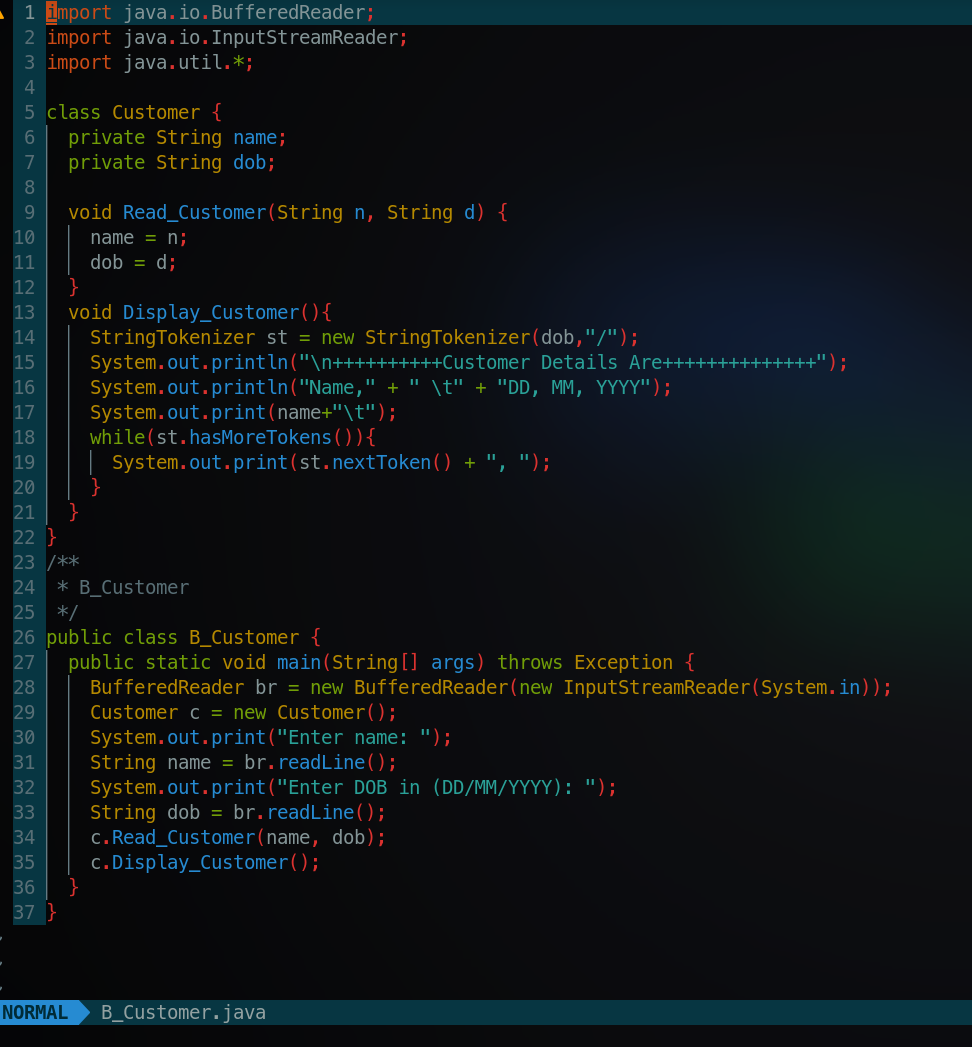 1 import java.io.BufferedReader;
2 import java.io.InputStreamReader;
3 import java.util.*;
4
5 class Customer {
6   private String name;
7   private String dob;
8
9   void Read_Customer(String n, String d) {
10     name = n;
11     dob = d;
12   }
13   void Display_Customer(){
14     StringTokenizer st = new StringTokenizer(dob,"/");
15     System.out.println("\n++++++++++Customer Details Are++++++++++++++");
16     System.out.println("Name," + " \t" + "DD, MM, YYYY");
17     System.out.print(name+"\t");
18     while(st.hasMoreTokens()){
19       System.out.print(st.nextToken() + ", ");
20     }
21   }
22 }
23 /**
24  * B_Customer
25  */
26 public class B_Customer {
27   public static void main(String[] args) throws Exception {
28     BufferedReader br = new BufferedReader(new InputStreamReader(System.in));
29     Customer c = new Customer();
30     System.out.print("Enter name: ");
31     String name = br.readLine();
32     System.out.print("Enter DOB in (DD/MM/YYYY): ");
33     String dob = br.readLine();
34     c.Read_Customer(name, dob);
35     c.Display_Customer();
36   }
37 }
NORMAL B_Customer.java